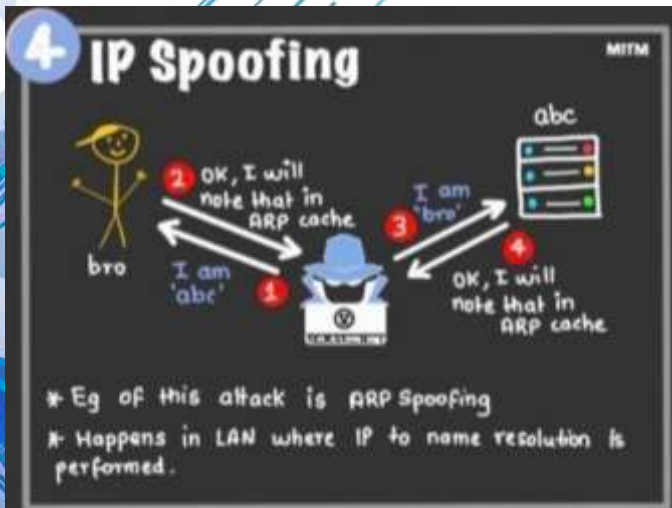 4
IP Spoofing
MITM
abc
2
OK, I will
note that in
ARP cache
I am
'bro'
3
4
bro
I am
'abc'
1
OK, I will
note that in
ARP cache
* Eg of this attack is ARP Spoofing
* Happens in LAN where IP to name resolution is
performed.